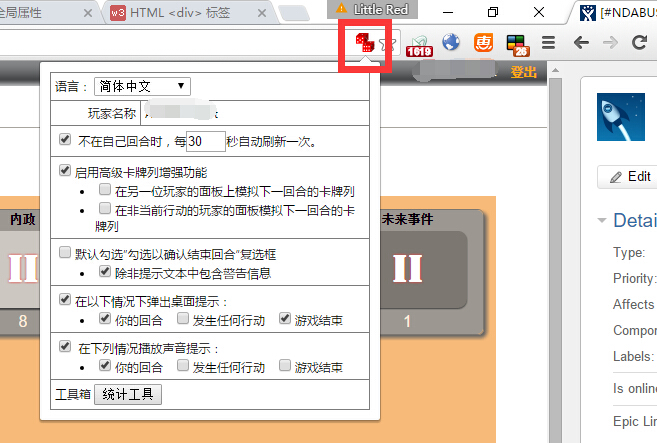 全局属性
HTML <div> 标签
Little Red
[#NDABUS
1619
惠
26
登出
语言：简体中文
玩家名称
不在自己回合时，每30秒自动刷新一次。
启用高级卡牌列增强功能
在另一位玩家的面板上模拟下一回合的卡牌列
在非当前行动的玩家的面板模拟下一回合的卡
牌列
默认勾选“勾选以确认结束回合”复选框
除非提示文本中包含警告信息
在以下情况下弹出桌面提示：
你的回合 发生任何行动 游戏结束
在下列情况播放声音提示：
你的回合 发生任何行动 游戏结束
工具箱 统计工具
内政
II
8
未来事件
II
1
Edit
Detai
Type:
Priority:
Affects
Compor
Labels:
Is online
Epic Lin